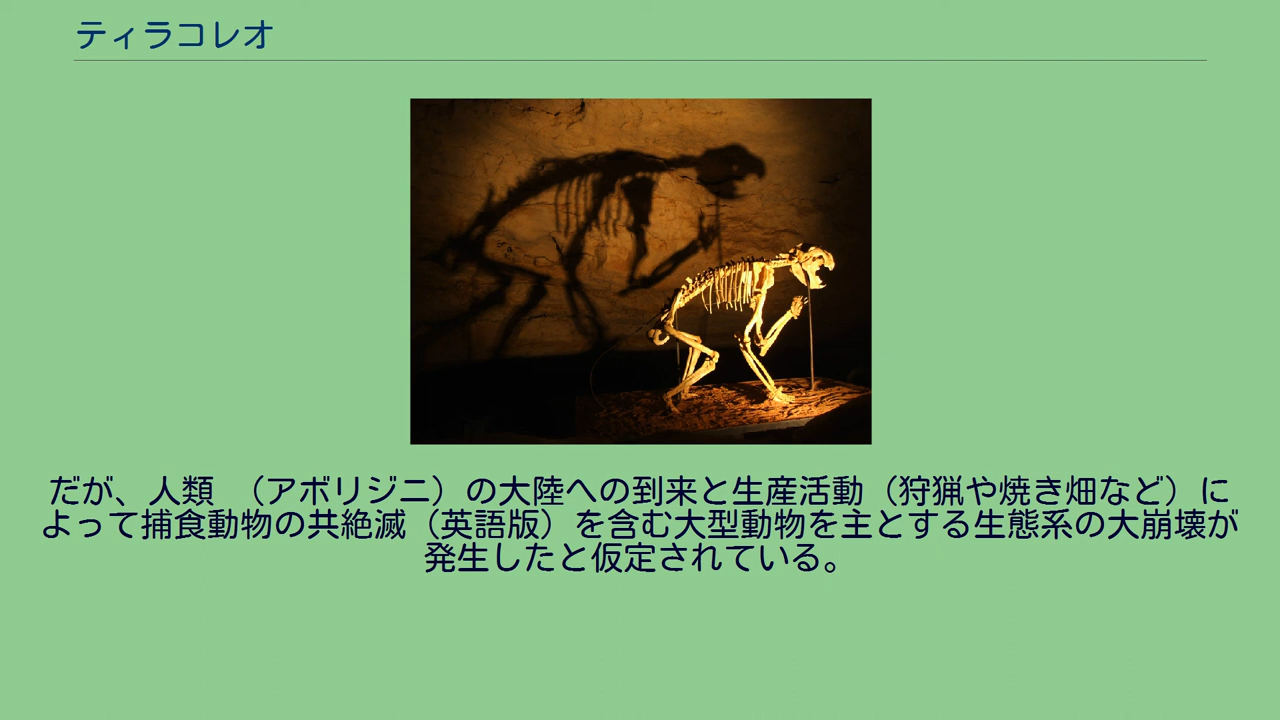 ティラコレオ
だが、人類　（アボリジニ）の大陸への到来と生産活動（狩猟や焼き畑など）に
よって捕食動物の共絶滅（英語版）を含む大型動物を主とする生態系の大崩壊が
発生したと仮定されている。